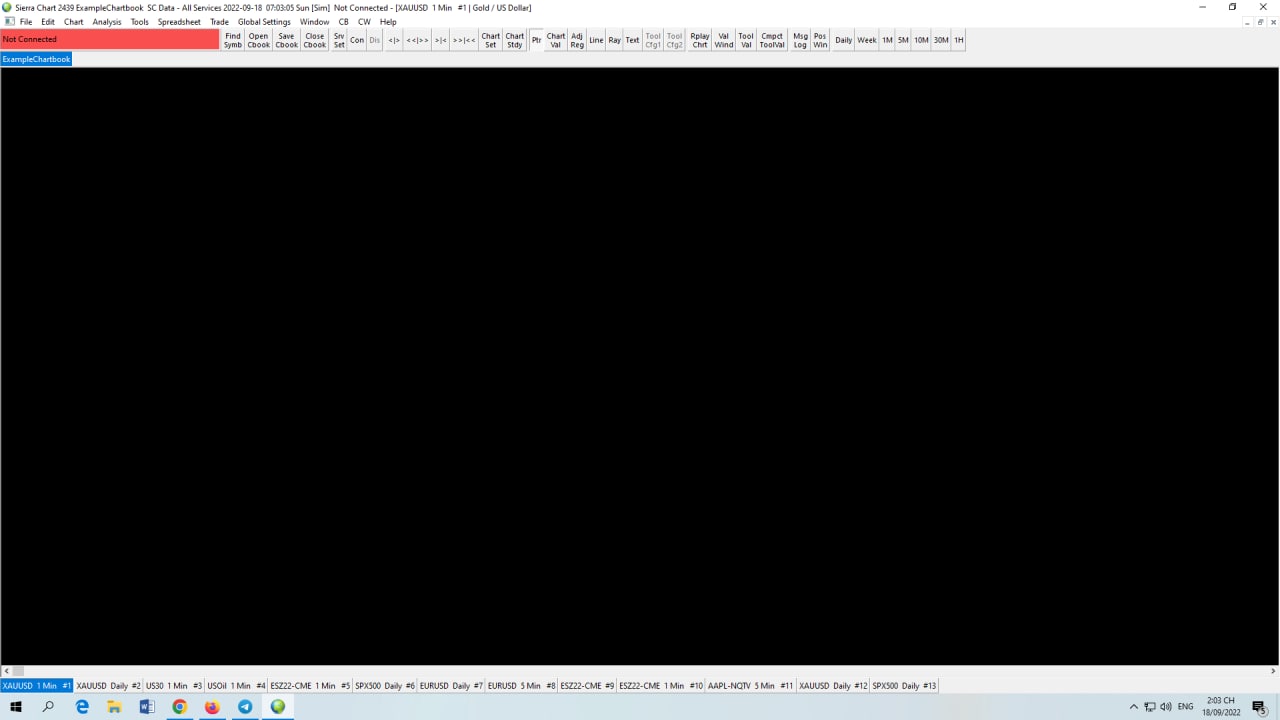 Sierra Chart 2439 ExampleChartbook  SC Data - All Services 2022-09-18  07:03:05 Sun [Sim]  Not Connected - [XAUUSD  1 Min   #1 | Gold / US Dollar]
File Edit Chart Analysis Tools Spreadsheet Trade Global Settings Window CB CW Help
Not Connected Find Symb Open Cbook Save Cbook Close Cbook Srv Set Con Dis <|> <<|>> >|< >>|<< Chart Set Chart Stdy Ptr Chart Val Adj Reg Line Ray Text Tool Cfg1 Tool Cfg2 Rplay Chrt Val Wind Tool Val Cmpct ToolVal Msg Log Pos Win Daily Week 1M 5M 10M 30M 1H
ExampleChartbook
XAUUSD  1 Min   #1 XAUUSD  Daily  #2 US30  1 Min   #3 USOil  1 Min   #4 ESZ22-CME  1 Min   #5 SPX500  Daily  #6 EURUSD  Daily  #7 EURUSD  5 Min   #8 ESZ22-CME  #9 ESZ22-CME  1 Min   #10 AAPL-NQTV  5 Min   #11 XAUUSD  Daily  #12 SPX500  Daily  #13
ENG 2:03 CH
18/09/2022 5